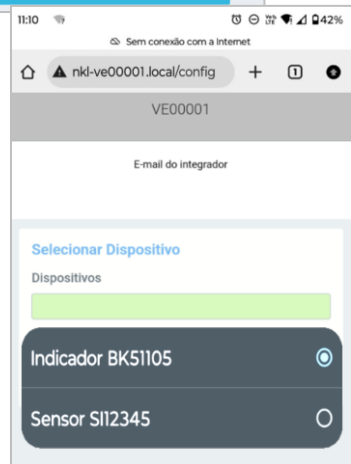 11:10 42%
Sem conexão com a Internet
nkl-ve00001.local/config 1
VE00001
E-mail do integrador
Selecionar Dispositivo
Dispositivos
Indicador BK51105
Sensor SI12345